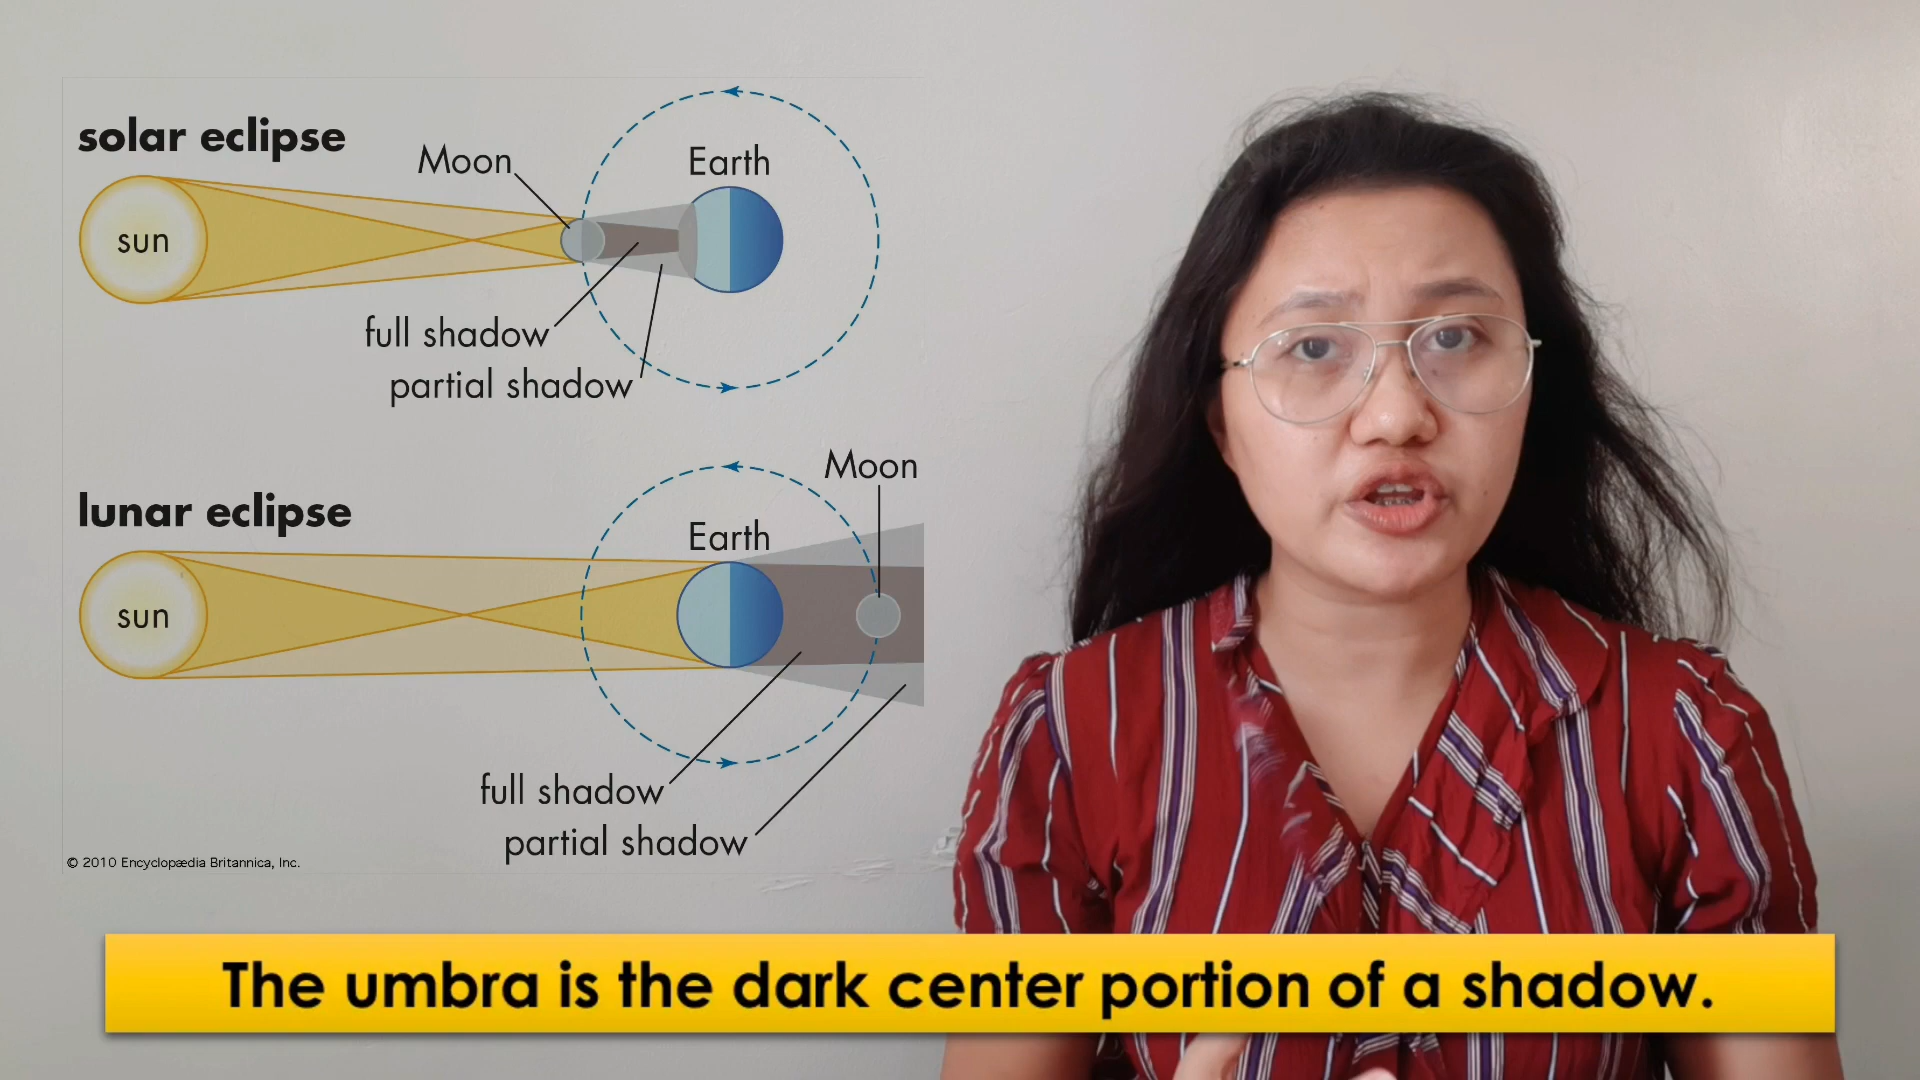 solar eclipse
Moon
Earth
sun
full shadow
partial shadow
Moon
lunar eclipse
Earth
sun
full shadow
partial shadow
© 2010 Encyclopædia Britannica, Inc.
The umbra is the dark center portion of a shadow.